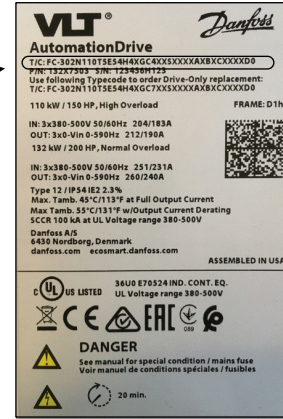 VLT®
Danfoss
AutomationDrive
T/C: FC-302N110T5E54H4XGC4XXSXXXXAXBXCXXXXD0
P/N: 132X7503 S/N: 123456H123
Use following Typecode to order Drive-Only replacement:
T/C: FC-302N110T5E54H4XGC7XXSXXXXAXBXCXXXXD0
110 kW / 150 HP, High Overload
FRAME: D1h
IN: 3x380-500V 50/60Hz 204/183A
OUT: 3x0-Vin 0-590Hz 212/190A
132 kW / 200 HP, Normal Overload
IN: 3x380-500V 50/60Hz 251/231A
OUT: 3x0-Vin 0-590Hz 260/240A
Type 12 / IP54 IE2 2.3%
Max. Tamb. 45°C/113°F at Full Output Current
Max Tamb. 55°C/131°F w/Output Current Derating
SCCR 100 kA at UL Voltage range 380-500V
Danfoss A/S
6430 Nordborg, Denmark
danfoss.com ecosmart.danfoss.com
ASSEMBLED IN USA
c UL US LISTED 36U0 E70524 IND. CONT. EQ.
UL Voltage range 380-500V
CE EAC 089
DANGER
See manual for special condition / mains fuse
Voir manuel de conditions spéciales / fusibles
20 min.